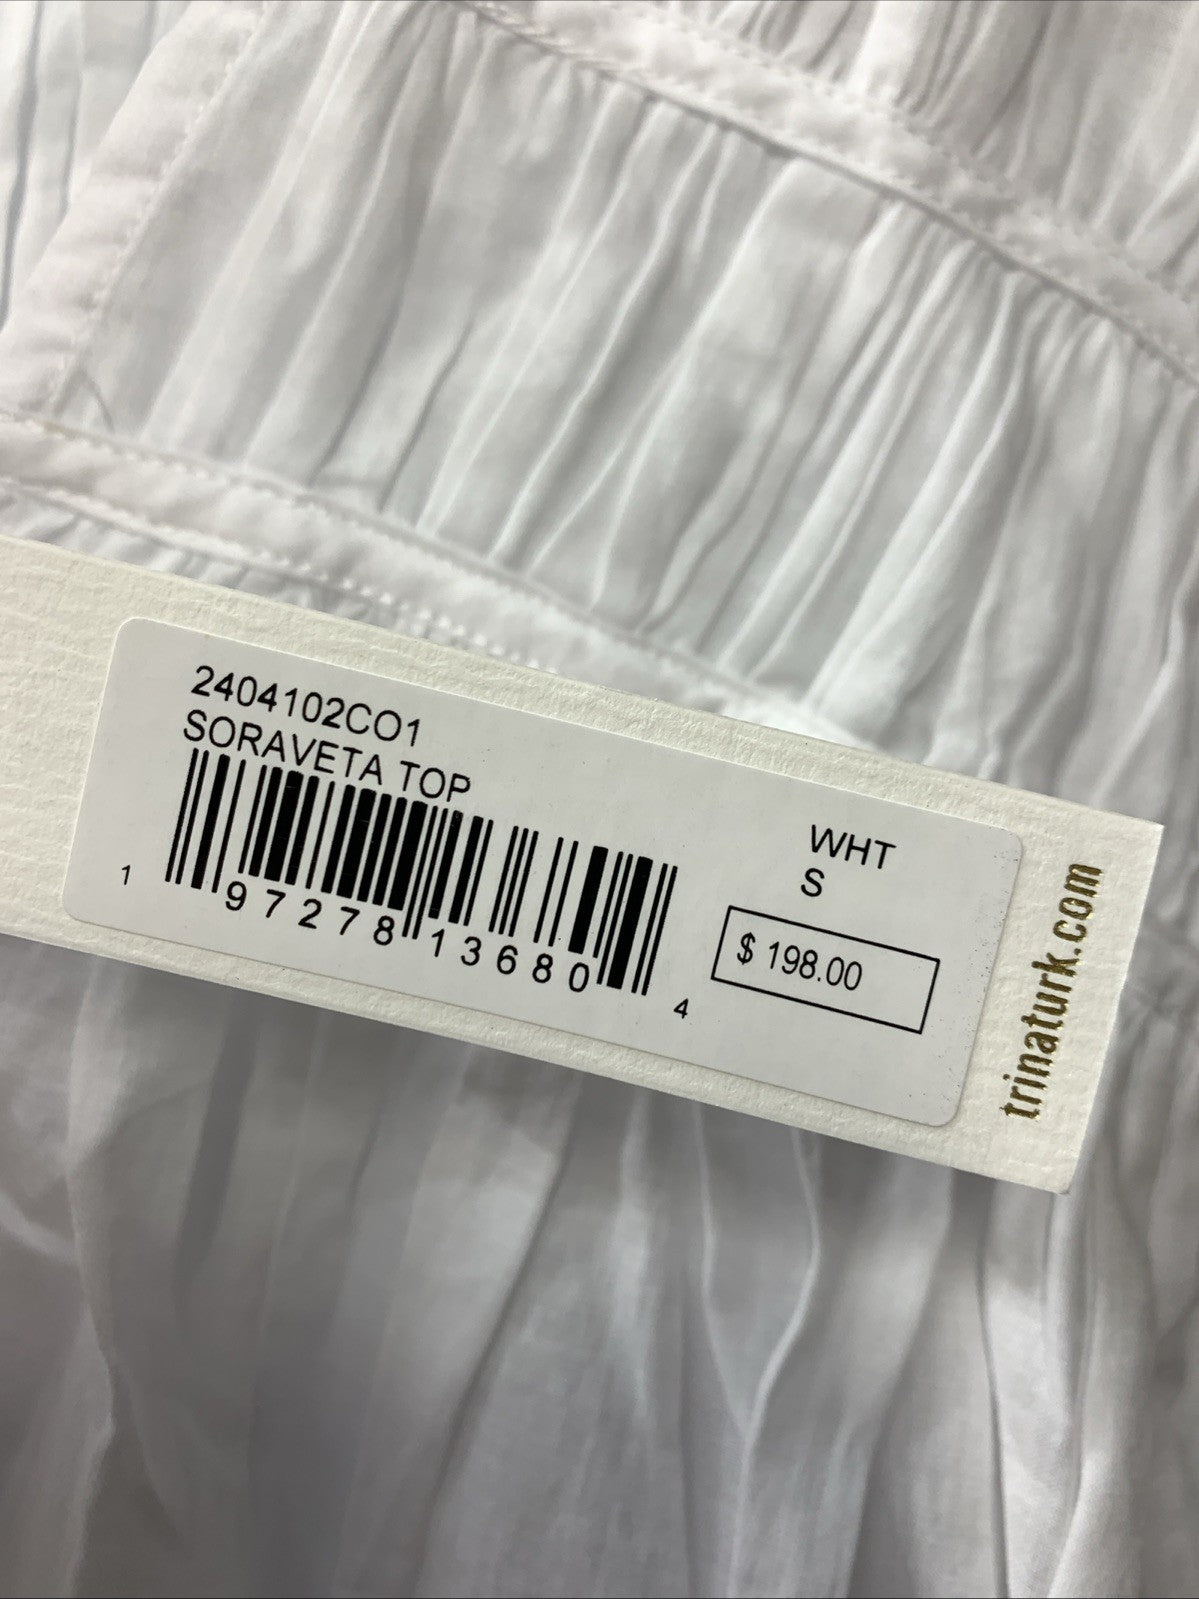 2404102CO1
SORAVETA TOP
1 97278 13680 4
WHT
S
$ 198.00
trinaturk.com